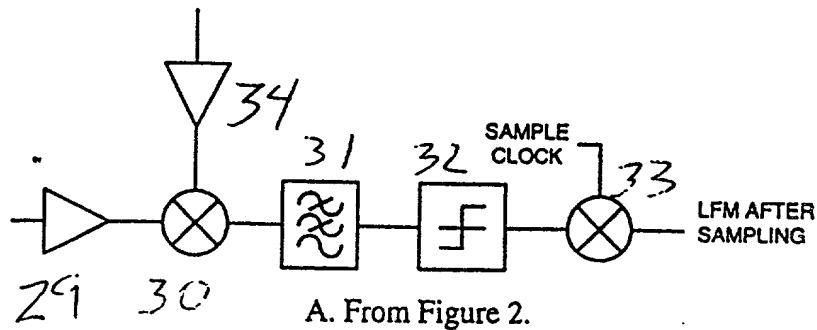 34
31
32
SAMPLE
CLOCK
33
LFM AFTER
SAMPLING
29
30
A. From Figure 2.